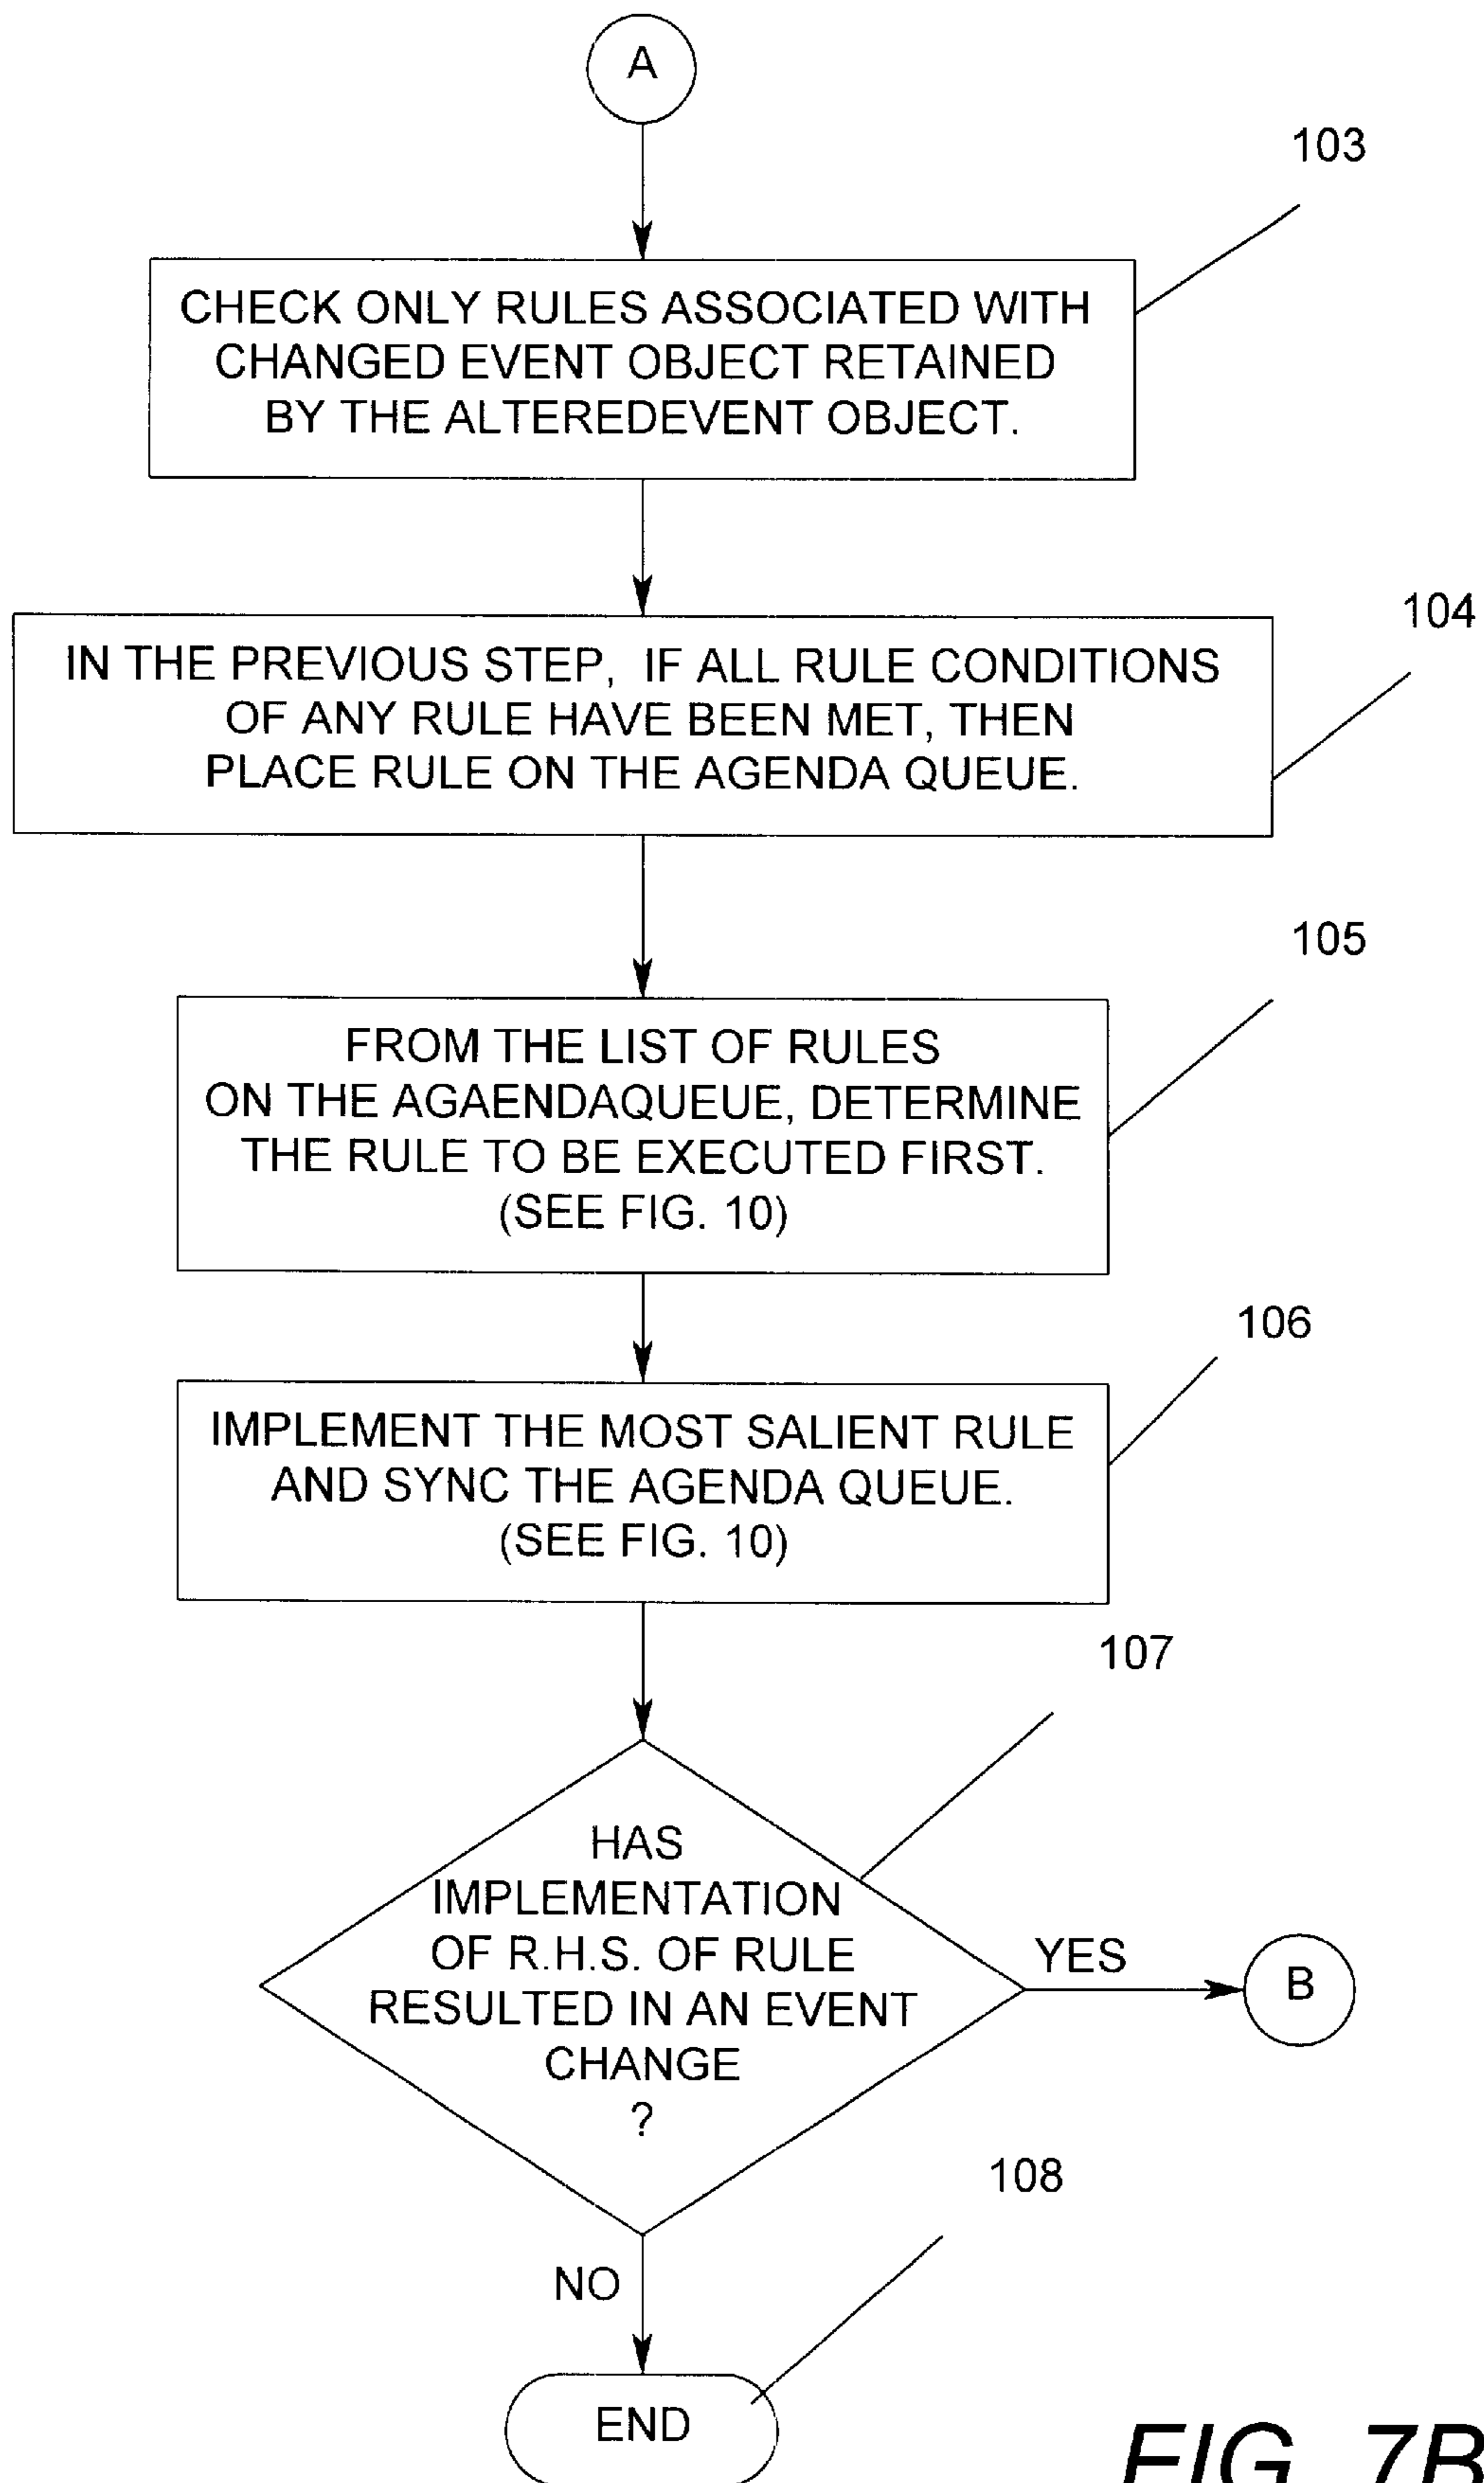 A
103
CHECK ONLY RULES ASSOCIATED WITH
CHANGED EVENT OBJECT RETAINED
BY THE ALTEREDEVENT OBJECT.
104
IN THE PREVIOUS STEP, IF ALL RULE CONDITIONS
OF ANY RULE HAVE BEEN MET, THEN
PLACE RULE ON THE AGENDA QUEUE.
105
FROM THE LIST OF RULES
ON THE AGAENDAQUEUE, DETERMINE
THE RULE TO BE EXECUTED FIRST.
(SEE FIG. 10)
106
IMPLEMENT THE MOST SALIENT RULE
AND SYNC THE AGENDA QUEUE.
(SEE FIG. 10)
107
HAS
IMPLEMENTATION
OF R.H.S. OF RULE
RESULTED IN AN EVENT
CHANGE
?
YES
B
108
NO
END
FIG. 7B